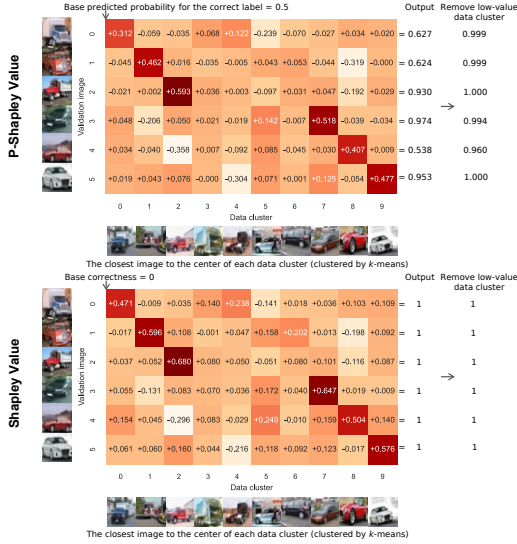 Base predicted probability for the correct label = 0.5
Output
Remove low-value
data cluster
P-Shapley Value
Validation image
0 +0.312 −0.059 −0.035 +0.068 +0.122 −0.239 −0.070 −0.027 +0.034 +0.020 = 0.627 0.999
1 −0.045 +0.462 +0.016 −0.035 −0.005 +0.043 +0.053 −0.044 −0.319 −0.000 = 0.624 0.999
2 −0.021 +0.002 +0.593 +0.036 +0.003 −0.097 +0.031 +0.047 −0.192 +0.029 = 0.930 1.000
3 +0.048 −0.206 +0.050 +0.021 −0.019 +0.142 −0.007 +0.518 −0.039 −0.034 = 0.974 0.994
4 +0.034 −0.040 −0.358 +0.007 −0.092 +0.085 −0.045 +0.030 +0.407 +0.009 = 0.538 0.960
5 +0.019 +0.043 +0.076 −0.000 −0.304 +0.071 +0.001 +0.125 −0.054 +0.477 = 0.953 1.000
0 1 2 3 4 5 6 7 8 9
Data cluster
The closest image to the center of each data cluster (clustered by k-means)
Base correctness = 0
Output
Remove low-value
data cluster
Shapley Value
Validation image
0 +0.471 −0.009 +0.035 +0.140 +0.238 −0.141 +0.018 +0.036 +0.103 +0.109 = 1 1
1 −0.017 +0.596 +0.108 −0.001 +0.047 +0.158 +0.202 +0.013 −0.198 +0.092 = 1 1
2 +0.037 +0.052 +0.680 +0.080 +0.050 −0.051 +0.080 +0.101 −0.116 +0.087 = 1 1
3 +0.055 −0.131 +0.083 +0.070 +0.036 +0.172 +0.040 +0.647 +0.019 +0.009 = 1 1
4 +0.154 +0.045 −0.296 +0.083 −0.029 +0.249 −0.010 +0.159 +0.504 +0.140 = 1 1
5 +0.061 +0.060 +0.160 +0.044 −0.216 +0.118 +0.092 +0.123 −0.017 +0.576 = 1 1
0 1 2 3 4 5 6 7 8 9
Data cluster
The closest image to the center of each data cluster (clustered by k-means)